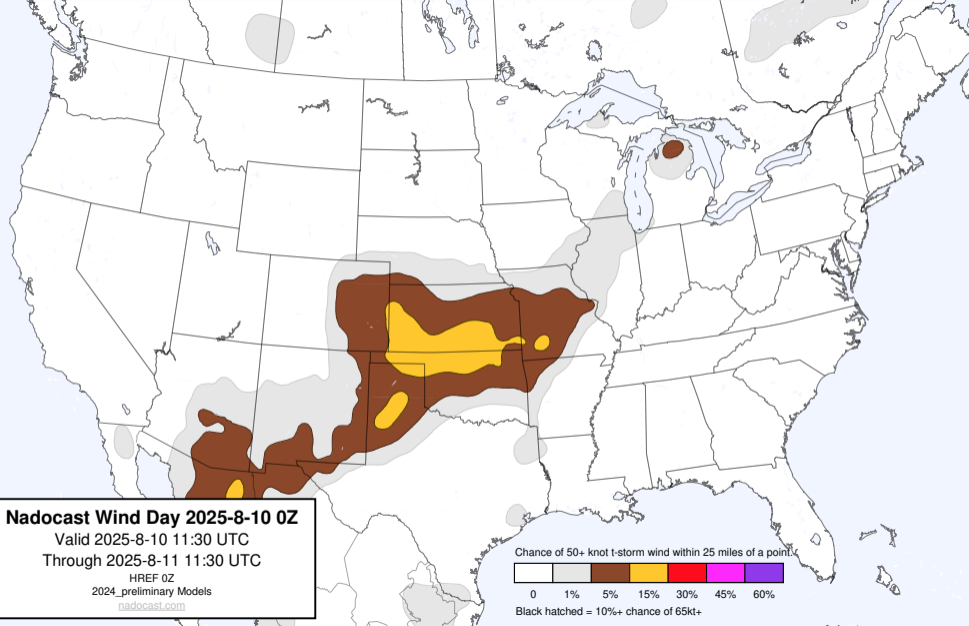 Nadocast Wind Day 2025-8-10 0Z
Valid 2025-8-10 11:30 UTC
Through 2025-8-11 11:30 UTC
HREF 0Z
2024_preliminary Models
nadocast.com
Chance of 50+ knot t-storm wind within 25 miles of a point.
0 1% 5% 15% 30% 45% 60%
Black hatched = 10%+ chance of 65kt+